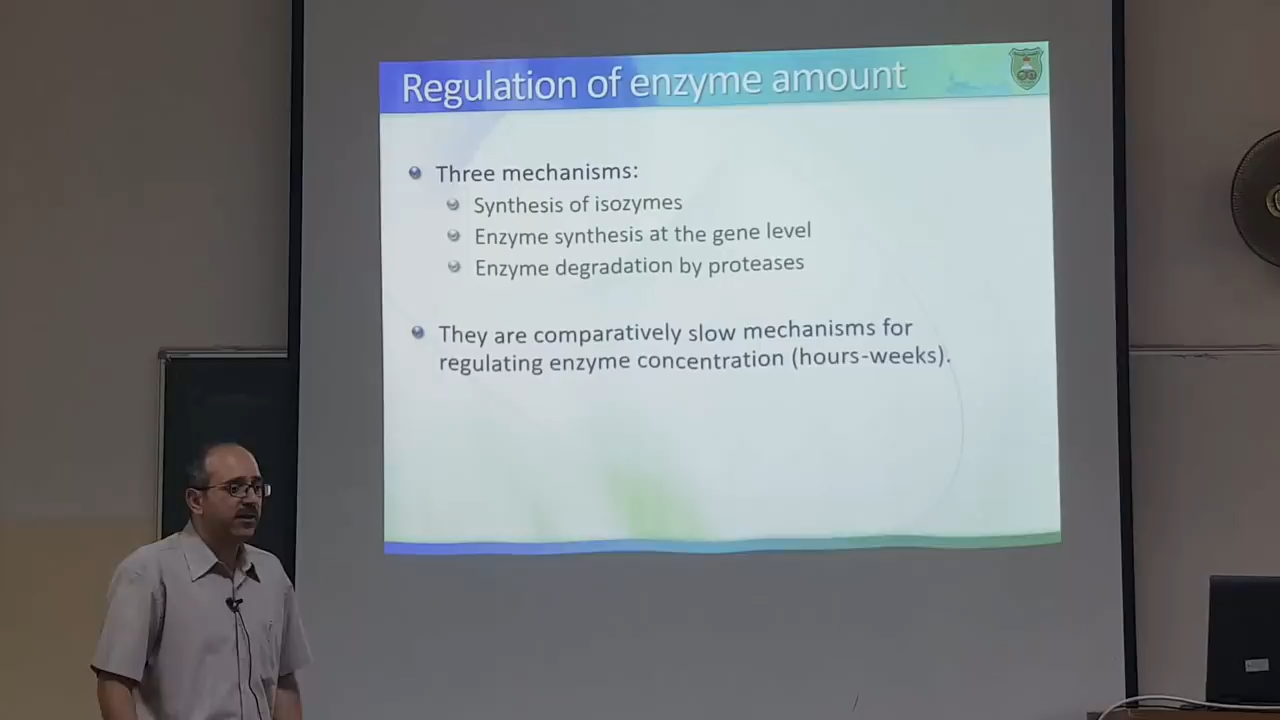 Regulation of enzyme amount
Three mechanisms:
Synthesis of isozymes
Enzyme synthesis at the gene level
Enzyme degradation by proteases
They are comparatively slow mechanisms for
regulating enzyme concentration (hours-weeks).